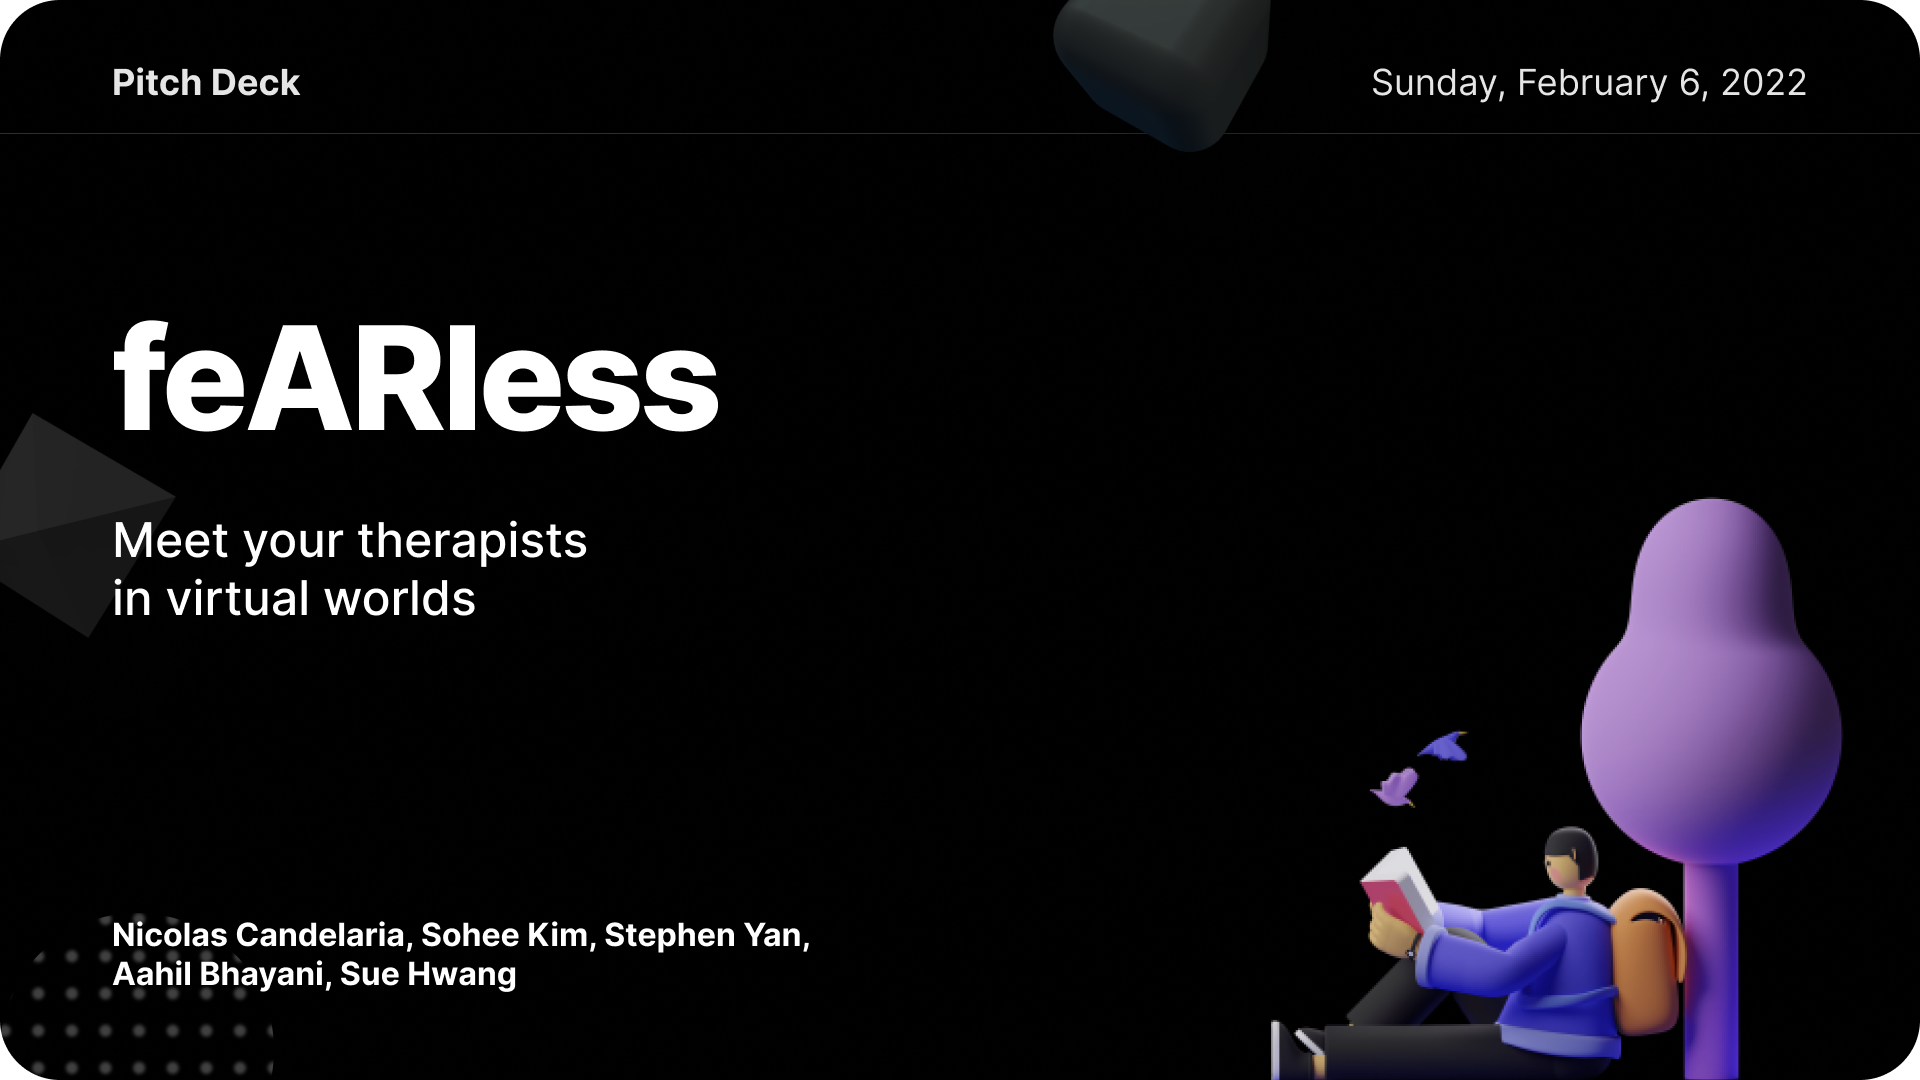 Pitch Deck
Sunday, February 6, 2022
feARless
Meet your therapists
in virtual worlds
Nicolas Candelaria, Sohee Kim, Stephen Yan,
Aahil Bhayani, Sue Hwang